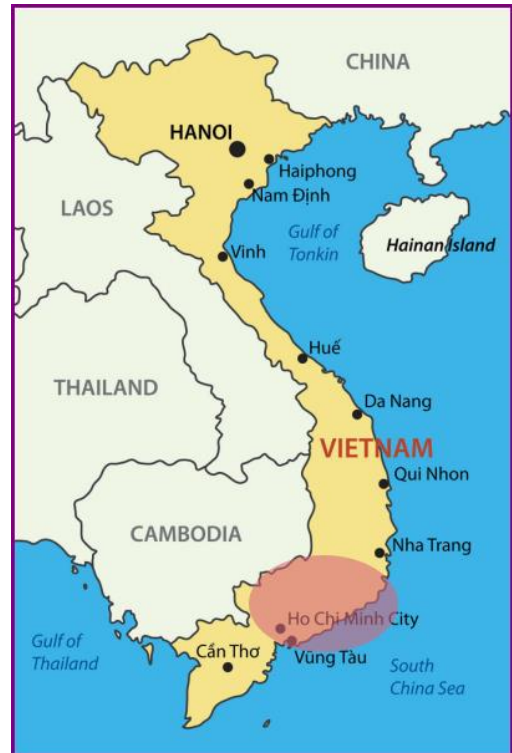 CHINA
HANOI
Haiphong
Nam Định
LAOS
Gulf of
Tonkin
Hainan Island
Vinh
Huế
THAILAND
Da Nang
VIETNAM
Qui Nhon
CAMBODIA
Nha Trang
Ho Chi Minh City
Gulf of
Thailand
Cần Thơ
Vũng Tàu
South
China Sea